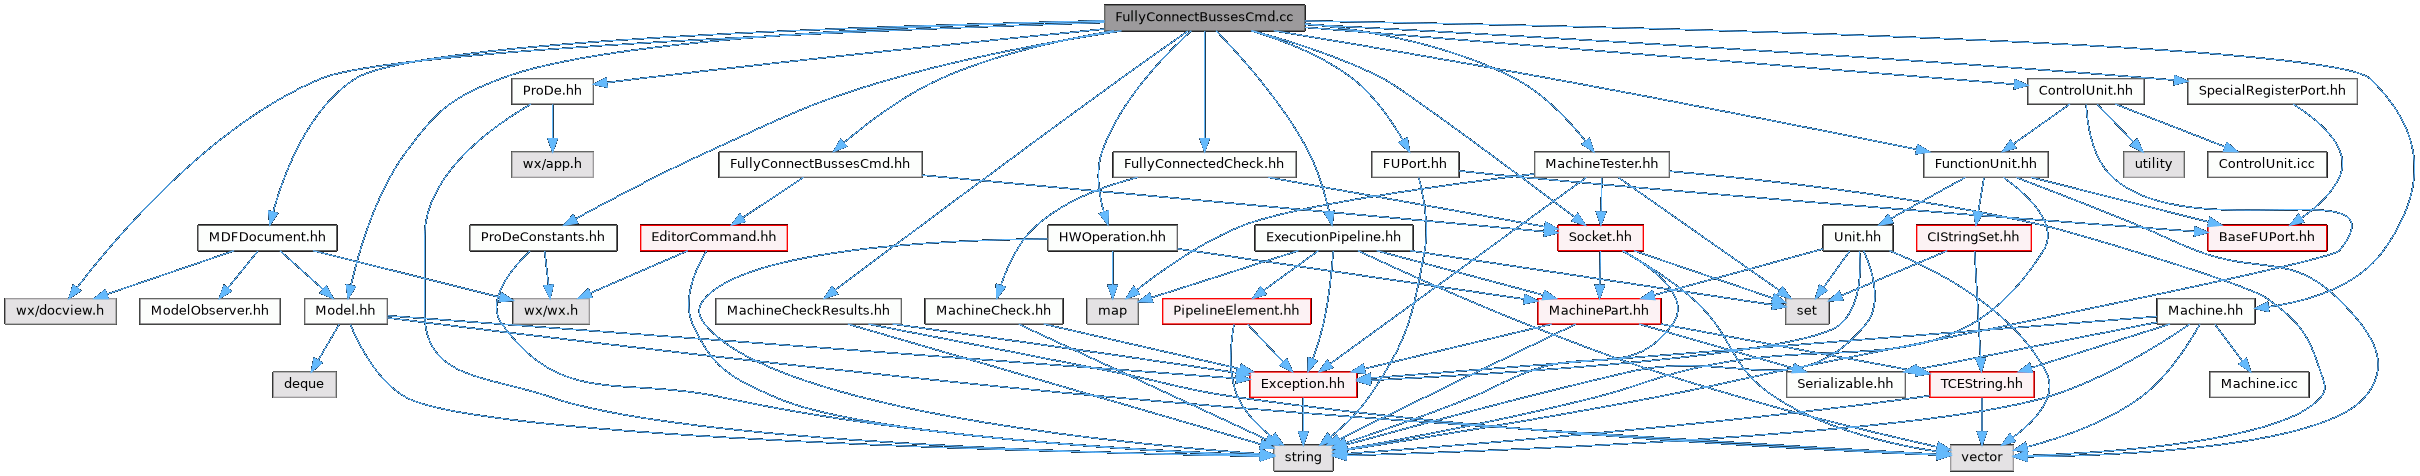 FullyConnectBussesCmd.cc
ProDe.hh
ControlUnit.hh
SpecialRegisterPort.hh
wx/app.h
FullyConnectBussesCmd.hh
FullyConnectedCheck.hh
FUPort.hh
MachineTester.hh
FunctionUnit.hh
utility
ControlUnit.icc
MDFDocument.hh
ProDeConstants.hh
EditorCommand.hh
HWOperation.hh
ExecutionPipeline.hh
Socket.hh
Unit.hh
CIStringSet.hh
BaseFUPort.hh
wx/docview.h
ModelObserver.hh
Model.hh
wx/wx.h
MachineCheckResults.hh
MachineCheck.hh
map
PipelineElement.hh
MachinePart.hh
set
Machine.hh
deque
Exception.hh
Serializable.hh
TCEString.hh
Machine.icc
string
vector